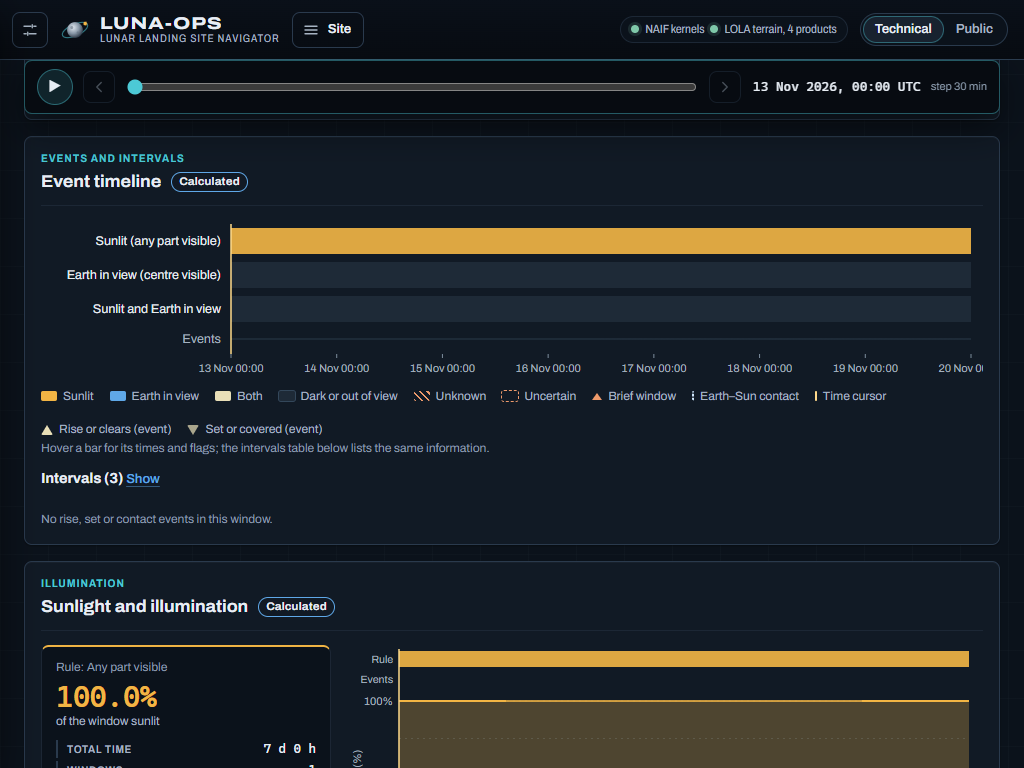 LUNA-OPS
LUNAR LANDING SITE NAVIGATOR
Site
NAIF kernels
LOLA terrain, 4 products
Technical
Public
13 Nov 2026, 00:00 UTC
step 30 min
EVENTS AND INTERVALS
Event timeline
Calculated
Sunlit (any part visible)
Earth in view (centre visible)
Sunlit and Earth in view
Events
13 Nov 00:00 14 Nov 00:00 15 Nov 00:00 16 Nov 00:00 17 Nov 00:00 18 Nov 00:00 19 Nov 00:00 20 Nov 0
Sunlit Earth in view Both Dark or out of view Unknown Uncertain Brief window Earth–Sun contact Time cursor
Rise or clears (event) Set or covered (event)
Hover a bar for its times and flags; the intervals table below lists the same information.
Intervals (3) Show
No rise, set or contact events in this window.
ILLUMINATION
Sunlight and illumination
Calculated
Rule: Any part visible
100.0%
of the window sunlit
TOTAL TIME 7 d 0 h
Rule
Events
100%
(%)